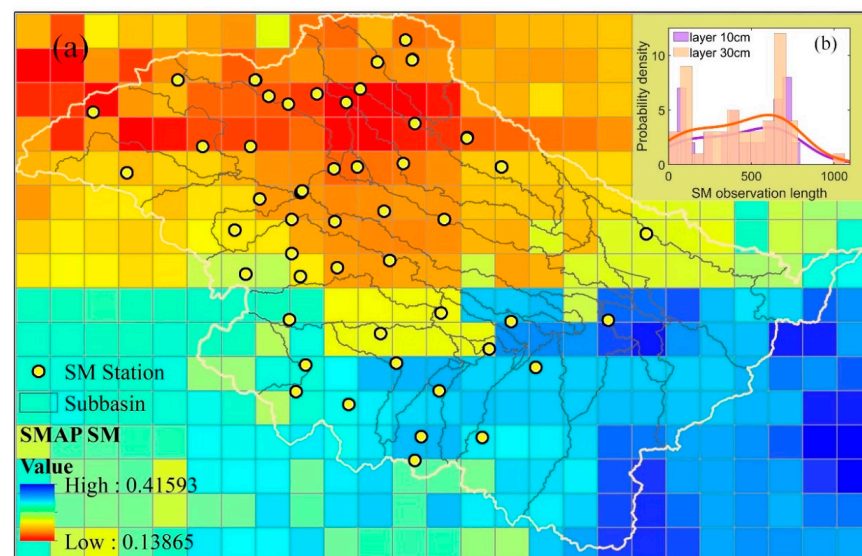 (a)
(b)
layer 10cm
layer 30cm
Probability density
10
5
0
0
500
1000
SM observation length
SM Station
Subbasin
SMAP SM
Value
High : 0.41593
Low : 0.13865